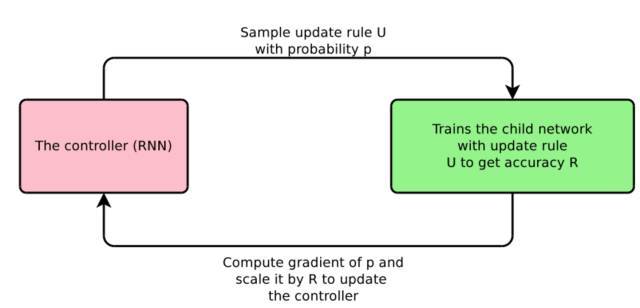 Sample update rule U
with probability p
The controller (RNN)
Trains the child network
with update rule
U to get accuracy R
Compute gradient of p and
scale it by R to update
the controller